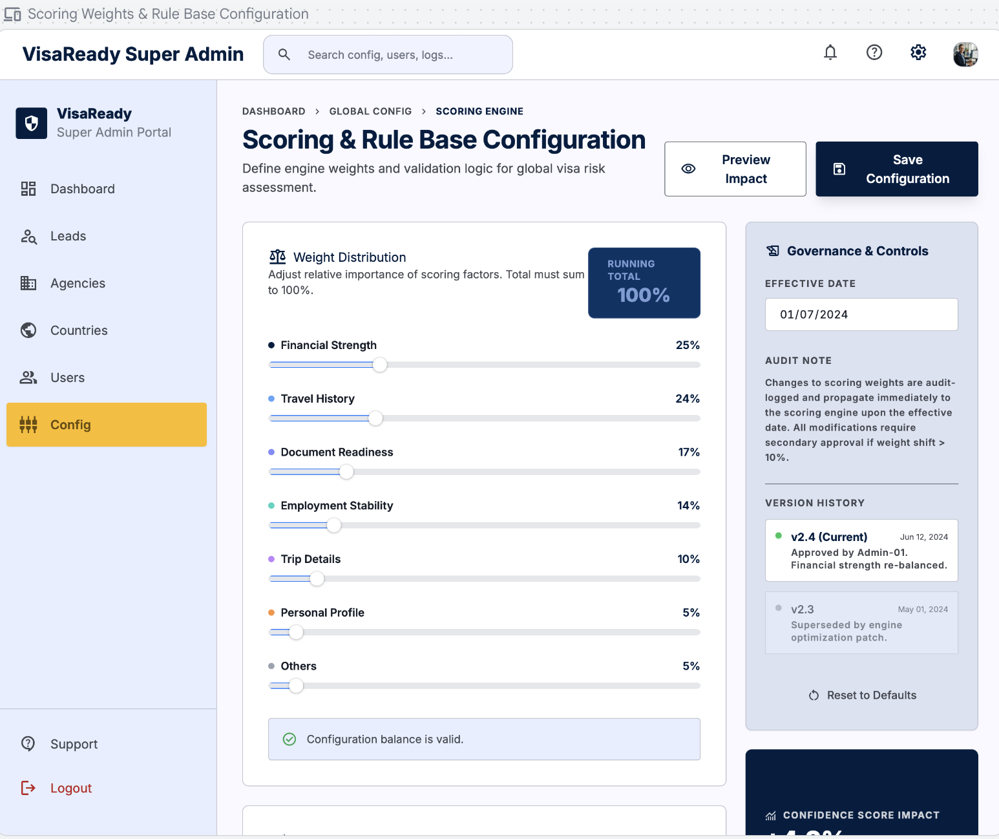 Scoring Weights & Rule Base Configuration
VisaReady Super Admin
Search config, users, logs...
VisaReady
Super Admin Portal
Dashboard
Leads
Agencies
Countries
Users
Config
Support
Logout
DASHBOARD > GLOBAL CONFIG > SCORING ENGINE
Scoring & Rule Base Configuration
Define engine weights and validation logic for global visa risk
assessment.
Preview
Impact
Save
Configuration
Weight Distribution
Adjust relative importance of scoring factors. Total must sum
to 100%.
RUNNING
TOTAL
100%
Financial Strength 25%
Travel History 24%
Document Readiness 17%
Employment Stability 14%
Trip Details 10%
Personal Profile 5%
Others 5%
Configuration balance is valid.
Governance & Controls
EFFECTIVE DATE
01/07/2024
AUDIT NOTE
Changes to scoring weights are audit-
logged and propagate immediately to
the scoring engine upon the effective
date. All modifications require
secondary approval if weight shift >
10%.
VERSION HISTORY
v2.4 (Current) Jun 12, 2024
Approved by Admin-01.
Financial strength re-balanced.
v2.3 May 01, 2024
Superseded by engine
optimization patch.
Reset to Defaults
CONFIDENCE SCORE IMPACT